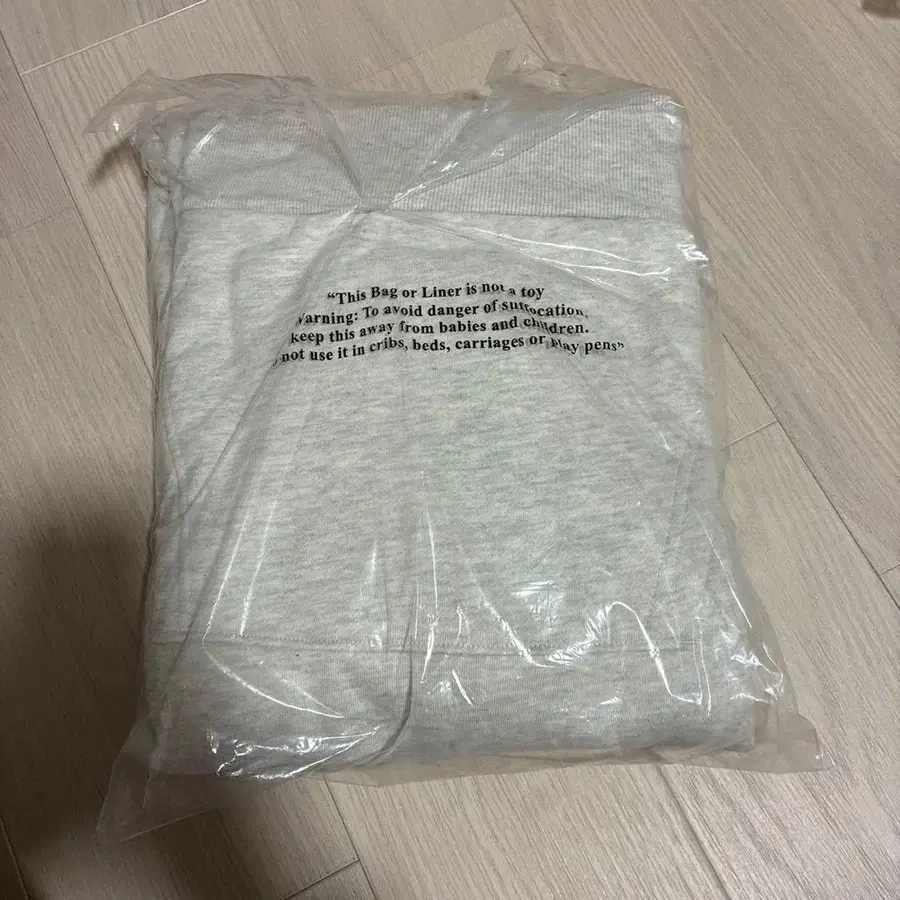 “This Bag or Liner is not a toy
Warning: To avoid danger of suffocation,
keep this away from babies and children.
not use it in cribs, beds, carriages or play pens”